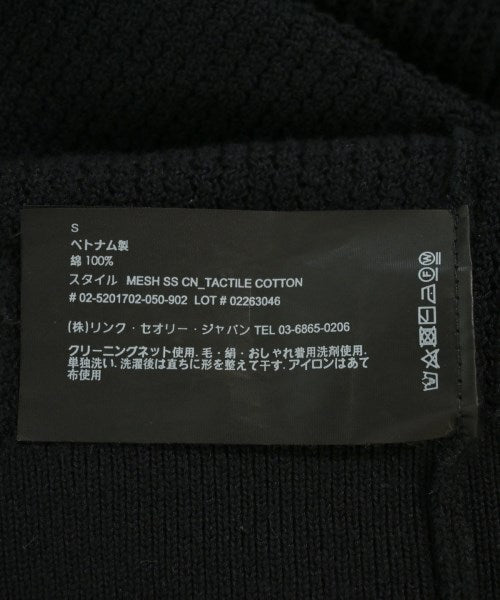 S
ベトナム製
綿 100%
スタイル MESH SS CN_TACTILE COTTON
# 02-5201702-050-902 LOT # 02263046
(株)リンク・セオリー・ジャパン TEL 03-6865-0206
クリーニングネット使用. 毛・絹・おしゃれ着用洗剤使用.
単独洗い. 洗濯後は直ちに形を整えて干す. アイロンはあて
布使用